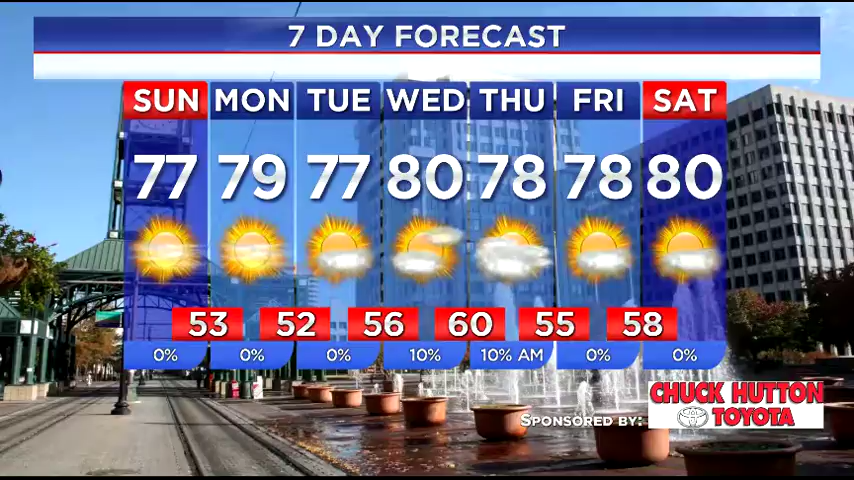 7 DAY FORECAST
SUN MON TUE WED THU FRI SAT
77 79 77 80 78 78 80
53 52 56 60 55 58
0% 0% 0% 10% 10% AM 0% 0%
SPONSORED BY:
CHUCK HUTTON
TOYOTA